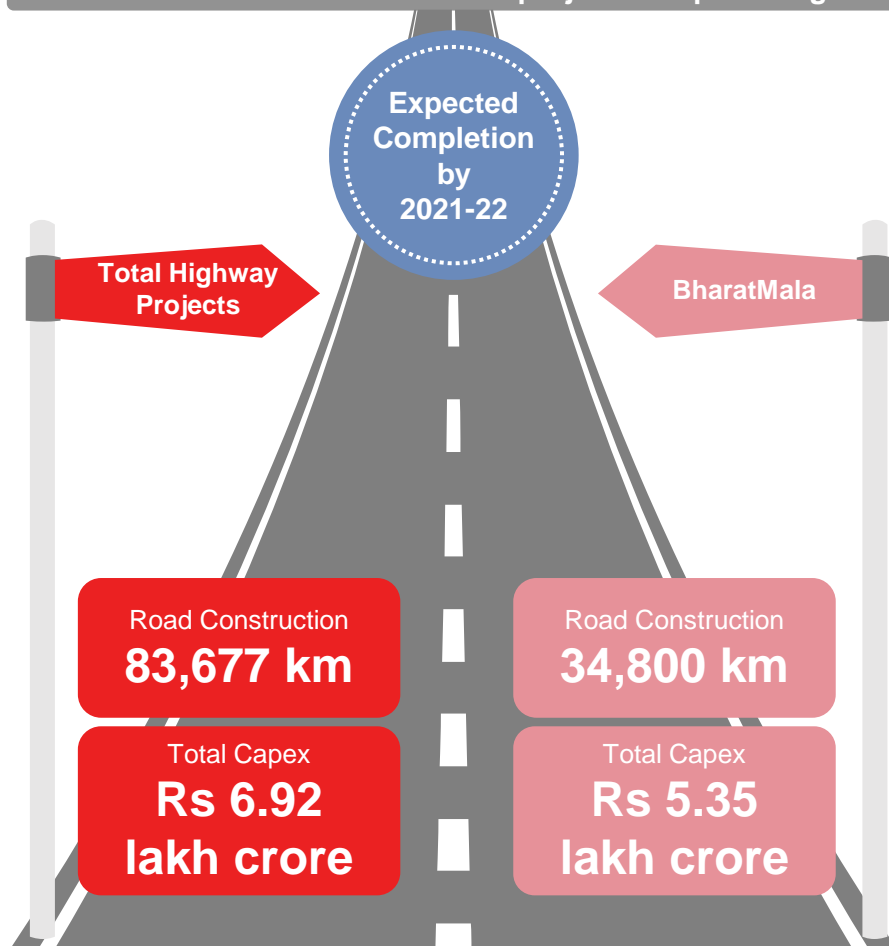 Expected
Completion
by
2021-22
Total Highway
Projects
BharatMala
Road Construction
83,677 km
Road Construction
34,800 km
Total Capex
Rs 6.92
lakh crore
Total Capex
Rs 5.35
lakh crore